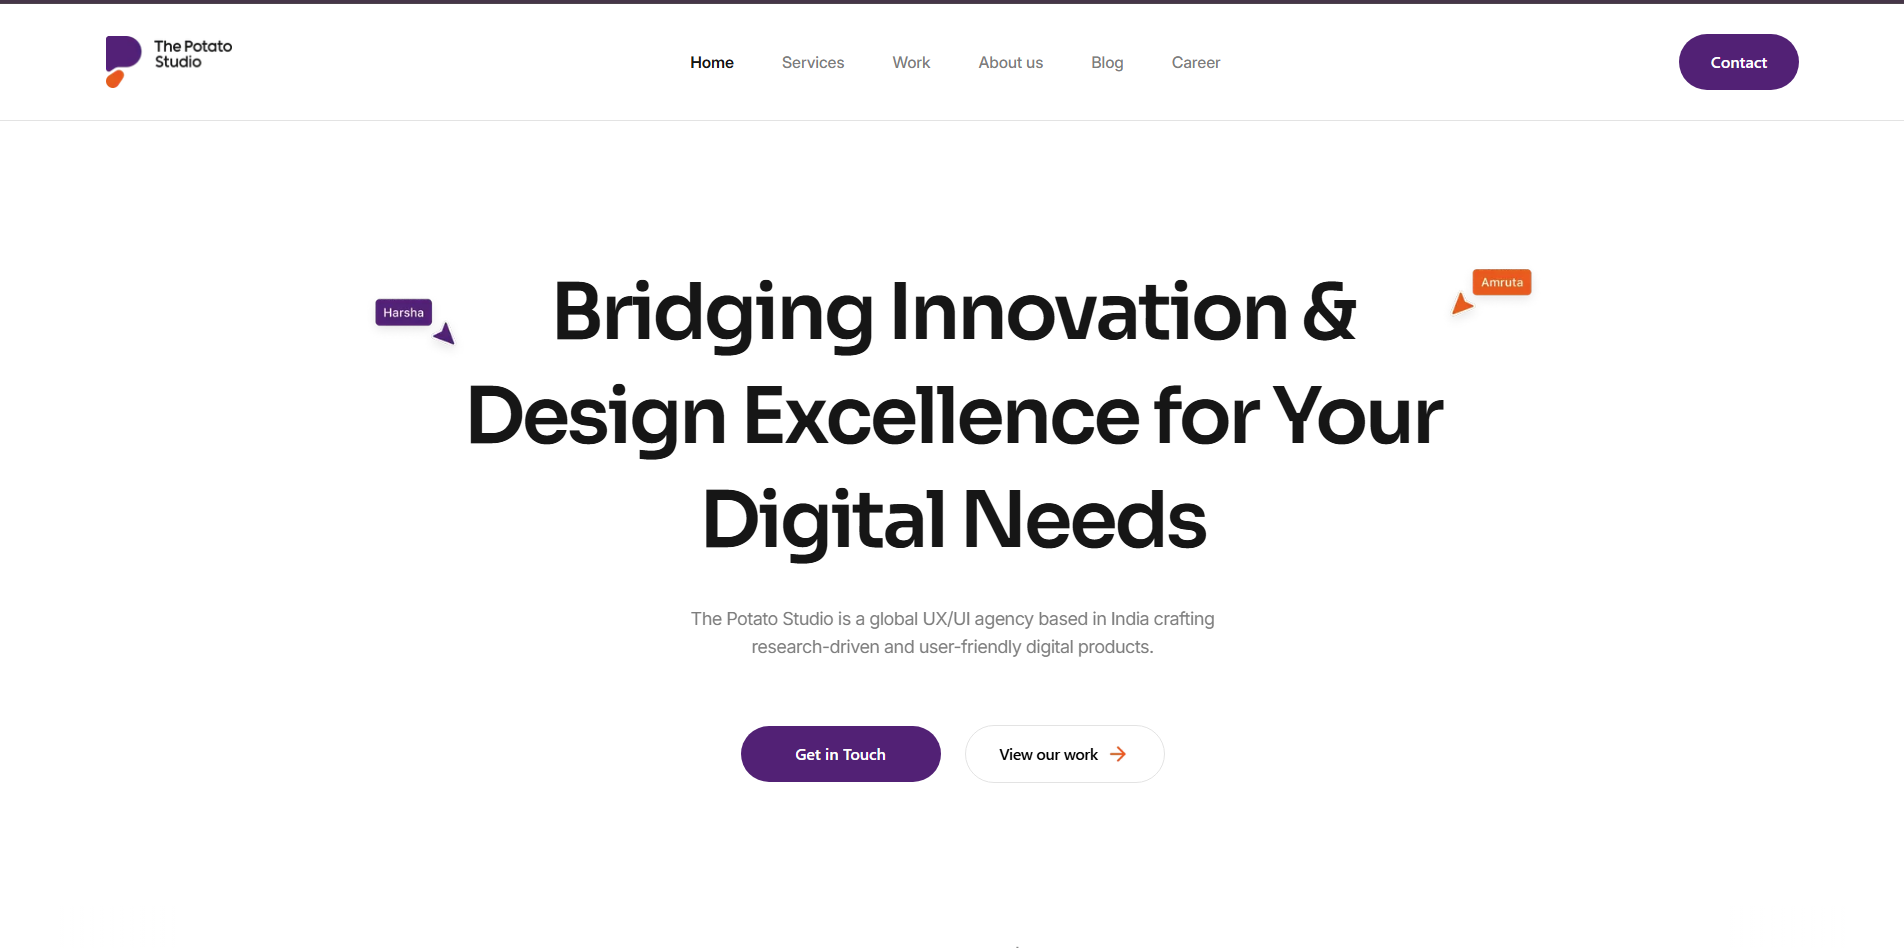 The Potato
Studio
Home
Services
Work
About us
Blog
Career
Contact
Harsha
Amruta
Bridging Innovation &
Design Excellence for Your
Digital Needs
The Potato Studio is a global UX/UI agency based in India crafting
research-driven and user-friendly digital products.
Get in Touch
View our work